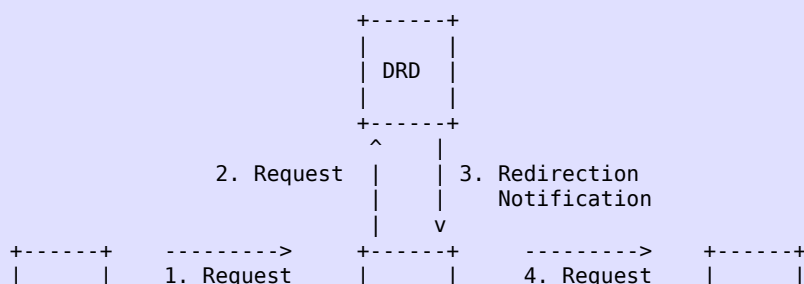 +------+
|      |
| DRD  |
|      |
+------+
^    |
2. Request  |    | 3. Redirection
|    |    Notification
|    v
+------+    --------->    +------+    --------->    +------+
|      |    1. Request    |      |    4. Request    |      |